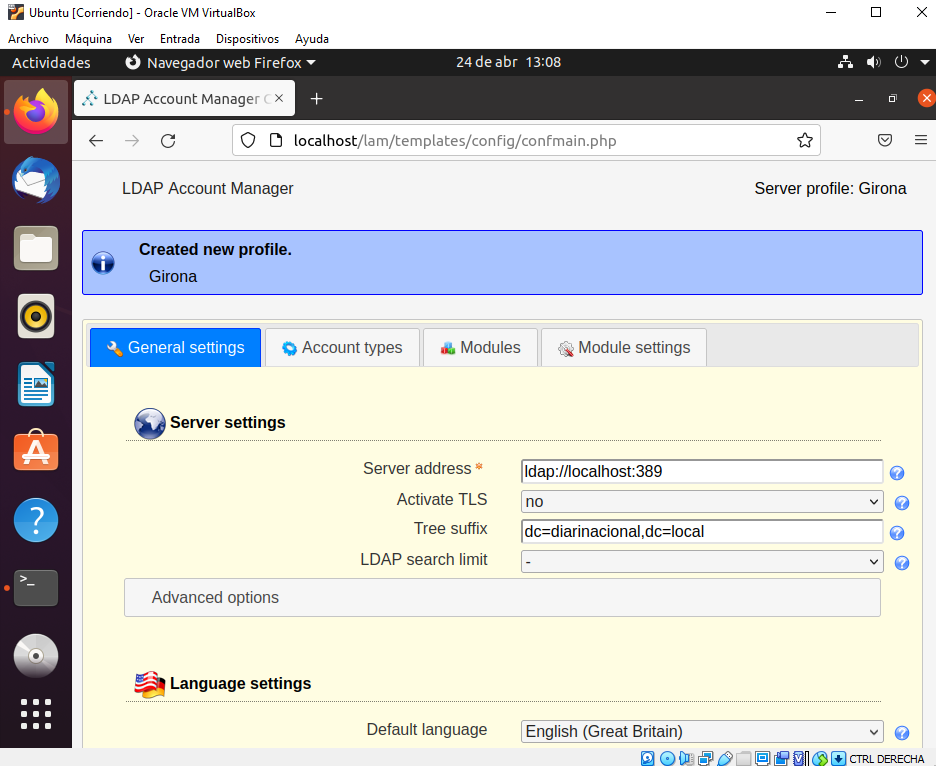 Ubuntu [Corriendo] - Oracle VM VirtualBox
Archivo Máquina Ver Entrada Dispositivos Ayuda
Actividades Navegador web Firefox 24 de abr 13:08
LDAP Account Manager C
localhost/lam/templates/config/confmain.php
LDAP Account Manager Server profile: Girona
Created new profile.
Girona
General settings Account types Modules Module settings
Server settings
Server address * ldap://localhost:389
Activate TLS no
Tree suffix dc=diarinacional,dc=local
LDAP search limit -
Advanced options
Language settings
Default language English (Great Britain)
CTRL DERECHA